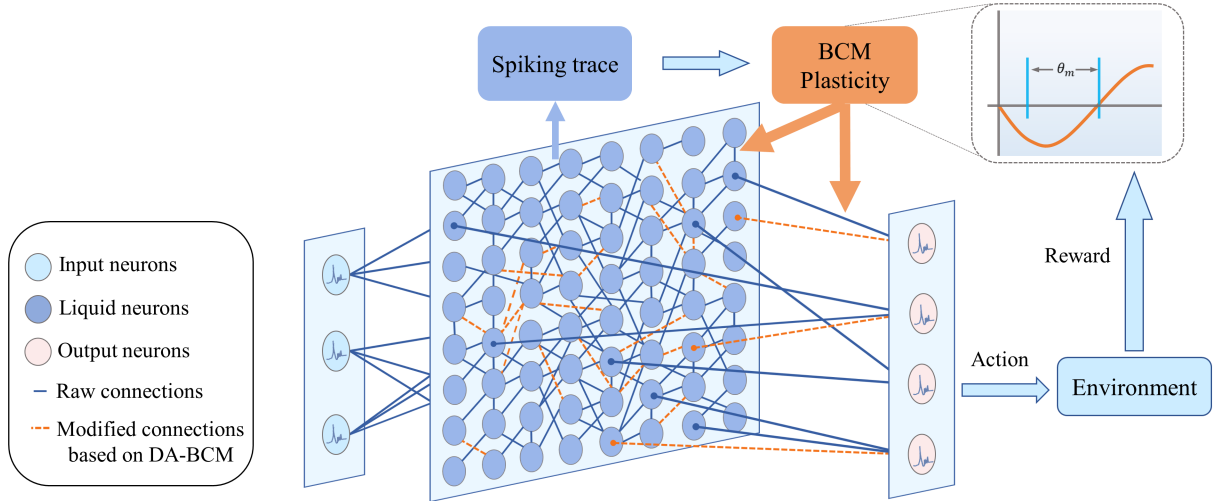 Spiking trace
BCM
Plasticity
θm
Input neurons
Liquid neurons
Output neurons
Raw connections
Modified connections
based on DA-BCM
Reward
Action
Environment